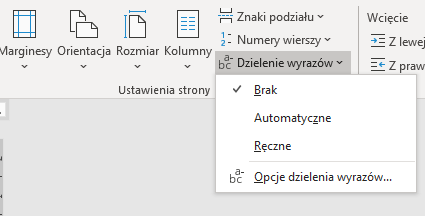 Marginesy
Orientacja
Rozmiar
Kolumny
Znaki podziału
Numery wierszy
Dzielenie wyrazów
Ustawienia strony
Wcięcie
Z lewej
Z praw
Brak
Automatyczne
Ręczne
Opcje dzielenia wyrazów...